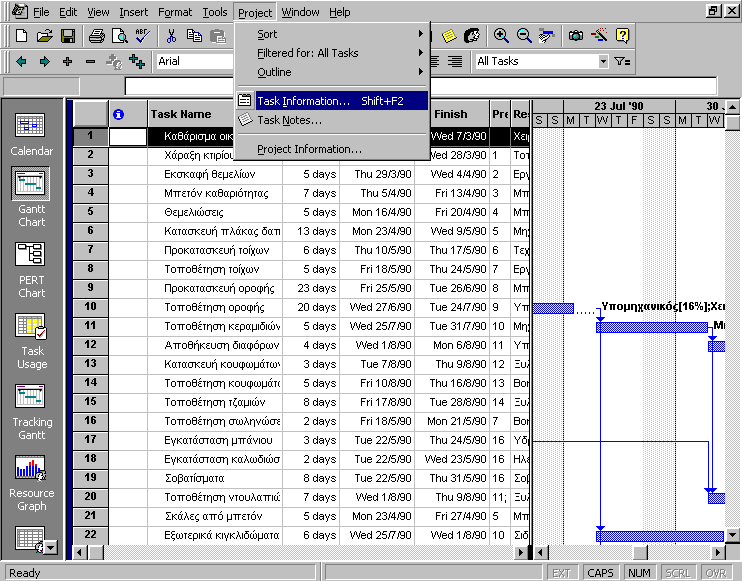 File Edit View Insert Format Tools Project Window Help
Sort
Filtered for: All Tasks
Outline
Task Information... Shift+F2
Task Notes...
Project Information...
Arial
All Tasks
Calendar
Gantt
Chart
PERT
Chart
Task
Usage
Tracking
Gantt
Resource
Graph
Task Name Finish Pre Re
23 Jul '90 30
S S M T W T F S S M T W
1 Καθάρισμα οικ Wed 7/3/90 Χει
2 Χάραξη κτιρίου Wed 28/3/90 1 Τοπ
3 Εκσκαφή θεμελίων 5 days Thu 29/3/90 Wed 4/4/90 2 Εργ
4 Μπετόν καθαριότητας 7 days Thu 5/4/90 Fri 13/4/90 3 Μπ
5 Θεμελιώσεις 5 days Mon 16/4/90 Fri 20/4/90 4 Μπ
6 Κατασκευή πλάκας δαπ 13 days Mon 23/4/90 Wed 9/5/90 5 Μη
7 Προκατασκευή τοίχων 6 days Thu 10/5/90 Thu 17/5/90 6 Τεχ
8 Τοποθέτηση τοίχων 5 days Fri 18/5/90 Thu 24/5/90 7 Εργ
9 Προκατασκευή οροφής 23 days Fri 25/5/90 Tue 26/6/90 8 Μπ
10 Τοποθέτηση οροφής 20 days Wed 27/6/90 Tue 24/7/90 9 Υπ
Υπομηχανικός[16%];Χει
11 Τοποθέτηση κεραμιδιών 5 days Wed 25/7/90 Tue 31/7/90 10 Μη
12 Αποθήκευση διαφόρων 4 days Wed 1/8/90 Mon 6/8/90 11 Υπ
13 Κατασκευή κουφωμάτων 3 days Tue 7/8/90 Thu 9/8/90 12 Ξυλ
14 Τοποθέτηση κουφωμάτ 5 days Fri 10/8/90 Thu 16/8/90 13 Βοη
15 Τοποθέτηση τζαμιών 8 days Fri 17/8/90 Tue 28/8/90 14 Ξυλ
16 Τοποθέτηση σωληνώσε 2 days Fri 18/5/90 Mon 21/5/90 7 Βοη
17 Εγκατάσταση μπάνιου 3 days Tue 22/5/90 Thu 24/5/90 16 Υδρ
18 Εγκατάσταση καλωδιώσ 2 days Tue 22/5/90 Wed 23/5/90 16 Ηλε
19 Σοβατίσματα 8 days Tue 22/5/90 Thu 31/5/90 16 Σοβ
20 Τοποθέτηση ντουλαπιώ 7 days Wed 1/8/90 Thu 9/8/90 11; Ξυλ
21 Σκάλες από μπετόν 5 days Mon 23/4/90 Fri 27/4/90 5 Μπ
22 Εξωτερικά κιγκλιδώματα 6 days Wed 25/7/90 Wed 1/8/90 10 Σιδ
Ready EXT CAPS NUM SCRL OVR